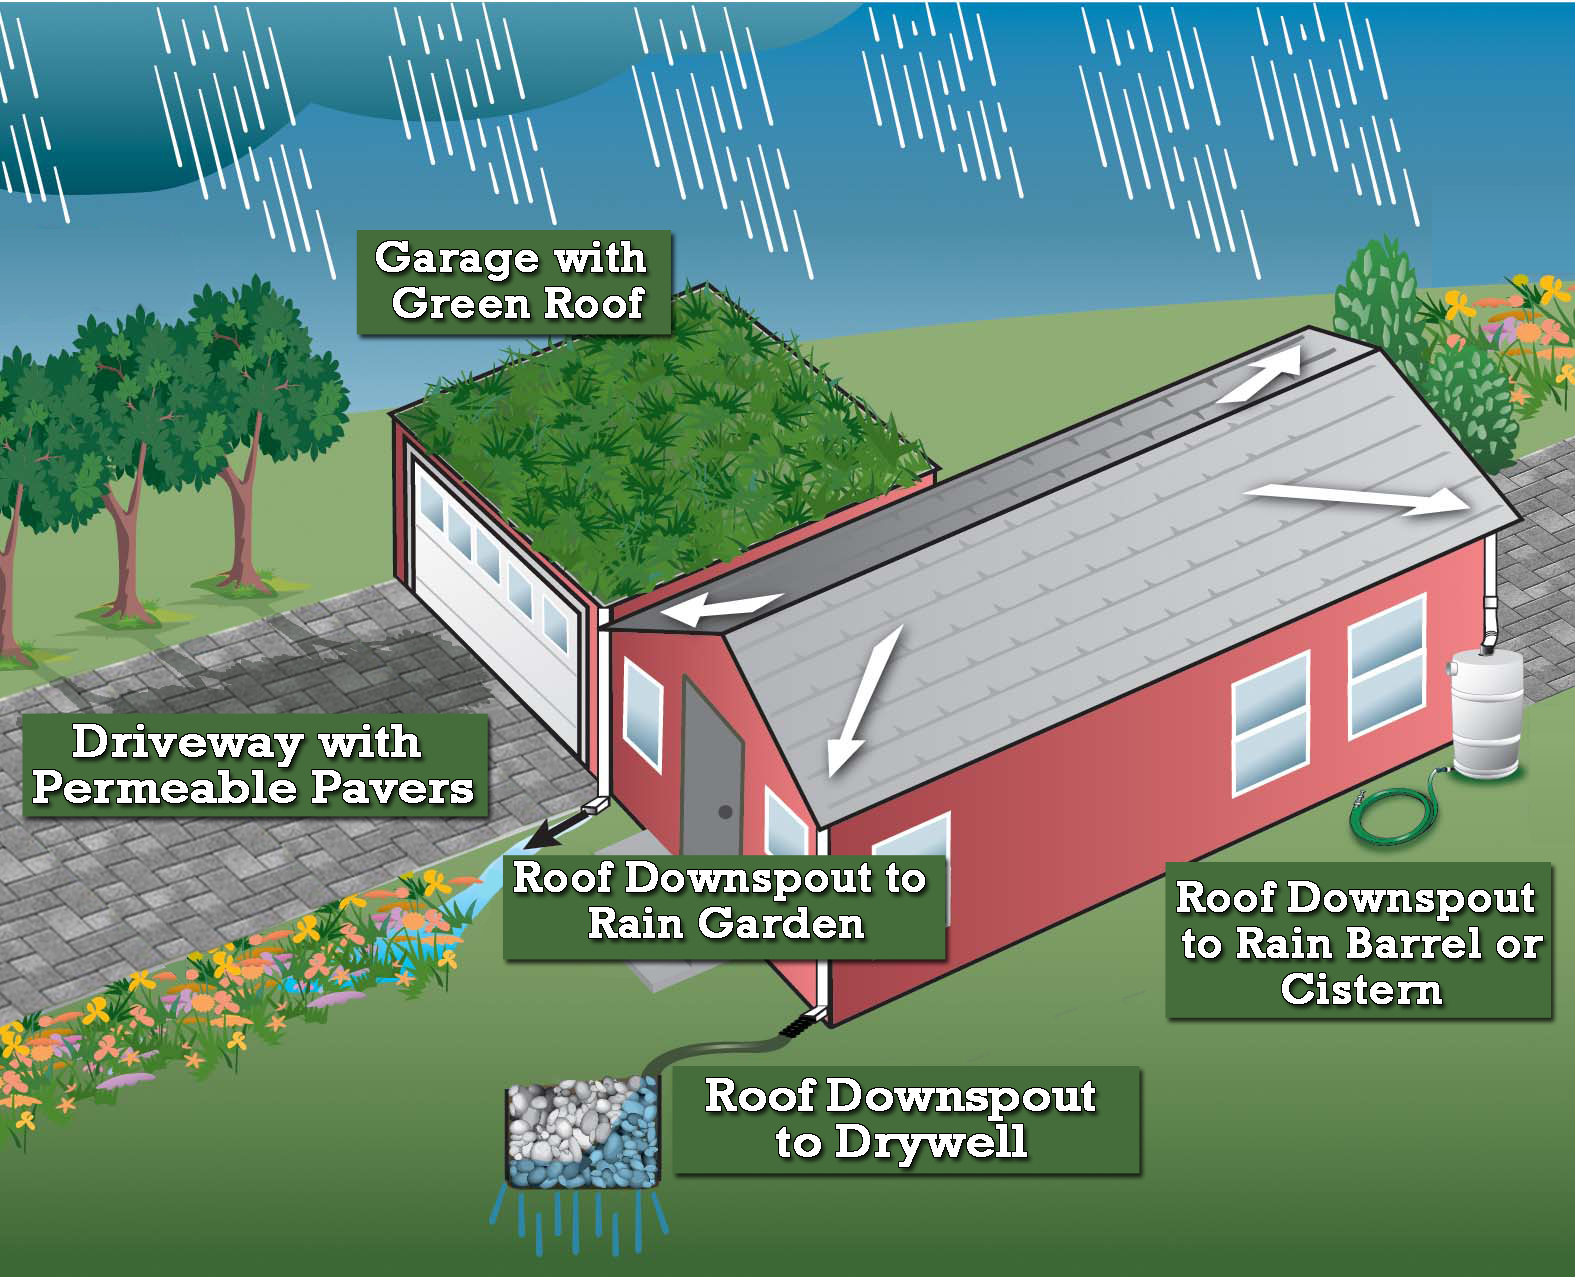 Garage with
Green Roof
Driveway with
Permeable Pavers
Roof Downspout to
Rain Garden
Roof Downspout
to Rain Barrel or
Cistern
Roof Downspout
to Drywell